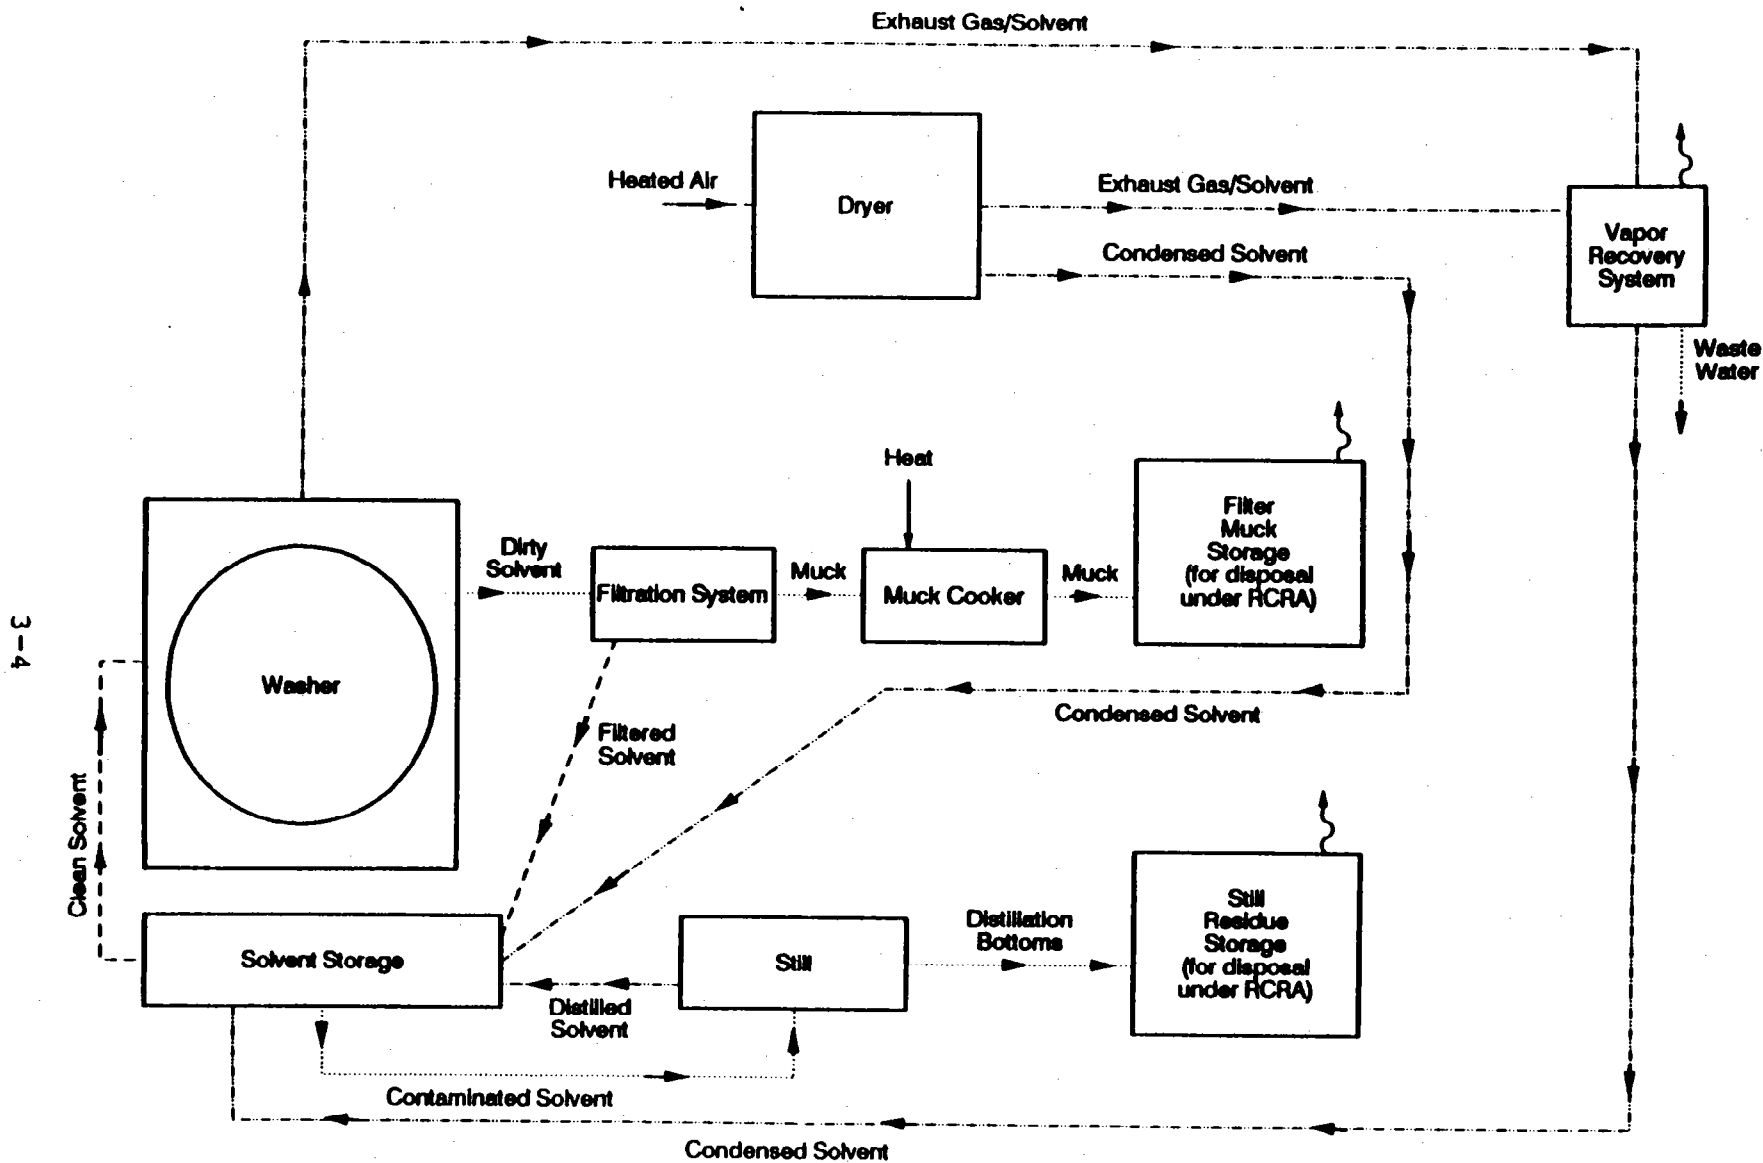 Exhaust Gas/Solvent
Heated Air
Dryer
Exhaust Gas/Solvent
Condensed Solvent
Vapor
Recovery
System
Waste
Water
Heat
Dirty
Solvent
Filtration System
Muck
Muck Cooker
Muck
Filter
Muck
Storage
(for disposal
under RCRA)
3-4
Washer
Filtered
Solvent
Condensed Solvent
Clean Solvent
Solvent Storage
Distilled
Solvent
Still
Distillation
Bottoms
Still
Residue
Storage
(for disposal
under RCRA)
Contaminated Solvent
Condensed Solvent